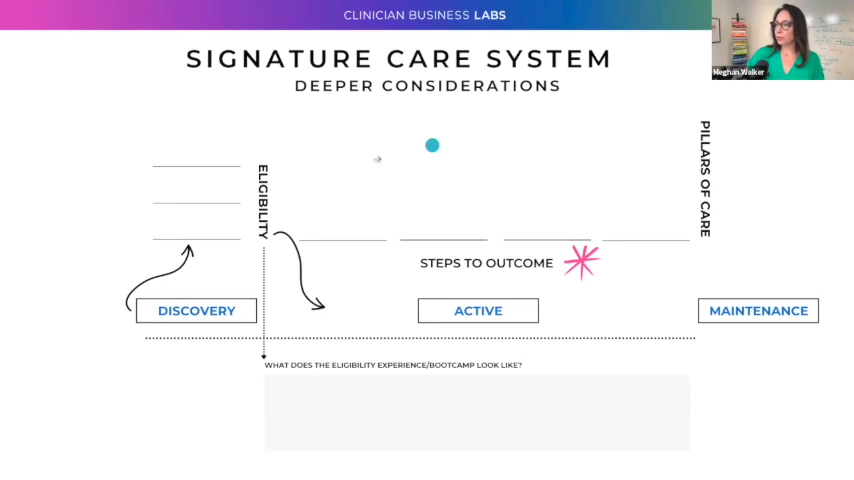 CLINICIAN BUSINESS LABS
Meghan Walker
SIGNATURE CARE SYSTEM
DEEPER CONSIDERATIONS
ELIGIBILITY
PILLARS OF CARE
STEPS TO OUTCOME
DISCOVERY
ACTIVE
MAINTENANCE
WHAT DOES THE ELIGIBILITY EXPERIENCE/BOOTCAMP LOOK LIKE?